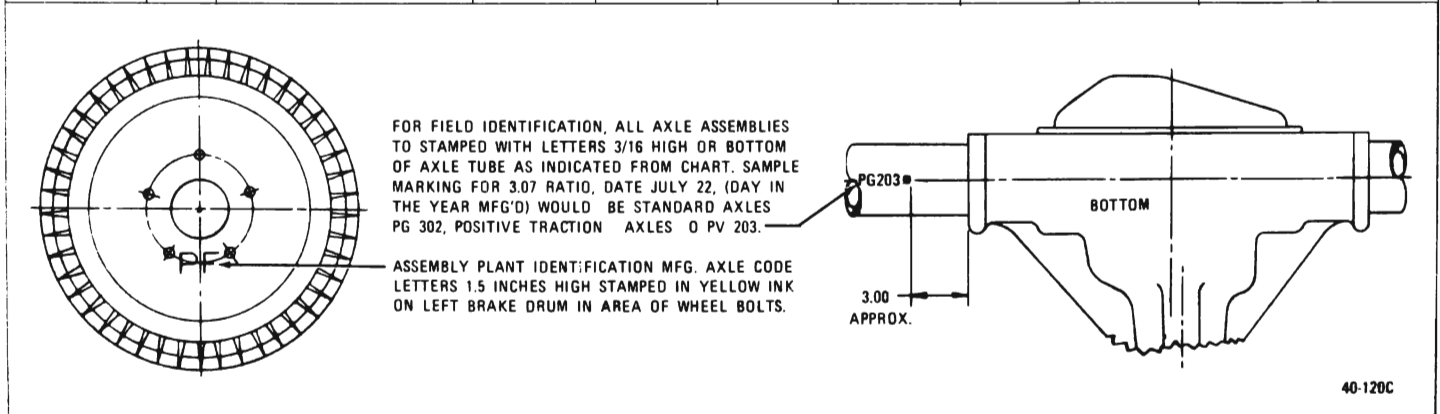 FOR FIELD IDENTIFICATION, ALL AXLE ASSEMBLIES
TO STAMPED WITH LETTERS 3/16 HIGH OR BOTTOM
OF AXLE TUBE AS INDICATED FROM CHART. SAMPLE
MARKING FOR 3.07 RATIO, DATE JULY 22, (DAY IN
THE YEAR MFG'D) WOULD BE STANDARD AXLES
PG 302, POSITIVE TRACTION AXLES O PV 203.
PF
ASSEMBLY PLANT IDENTIFICATION MFG. AXLE CODE
LETTERS 1.5 INCHES HIGH STAMPED IN YELLOW INK
ON LEFT BRAKE DRUM IN AREA OF WHEEL BOLTS.
PG203
BOTTOM
3.00
APPROX.
40-120C